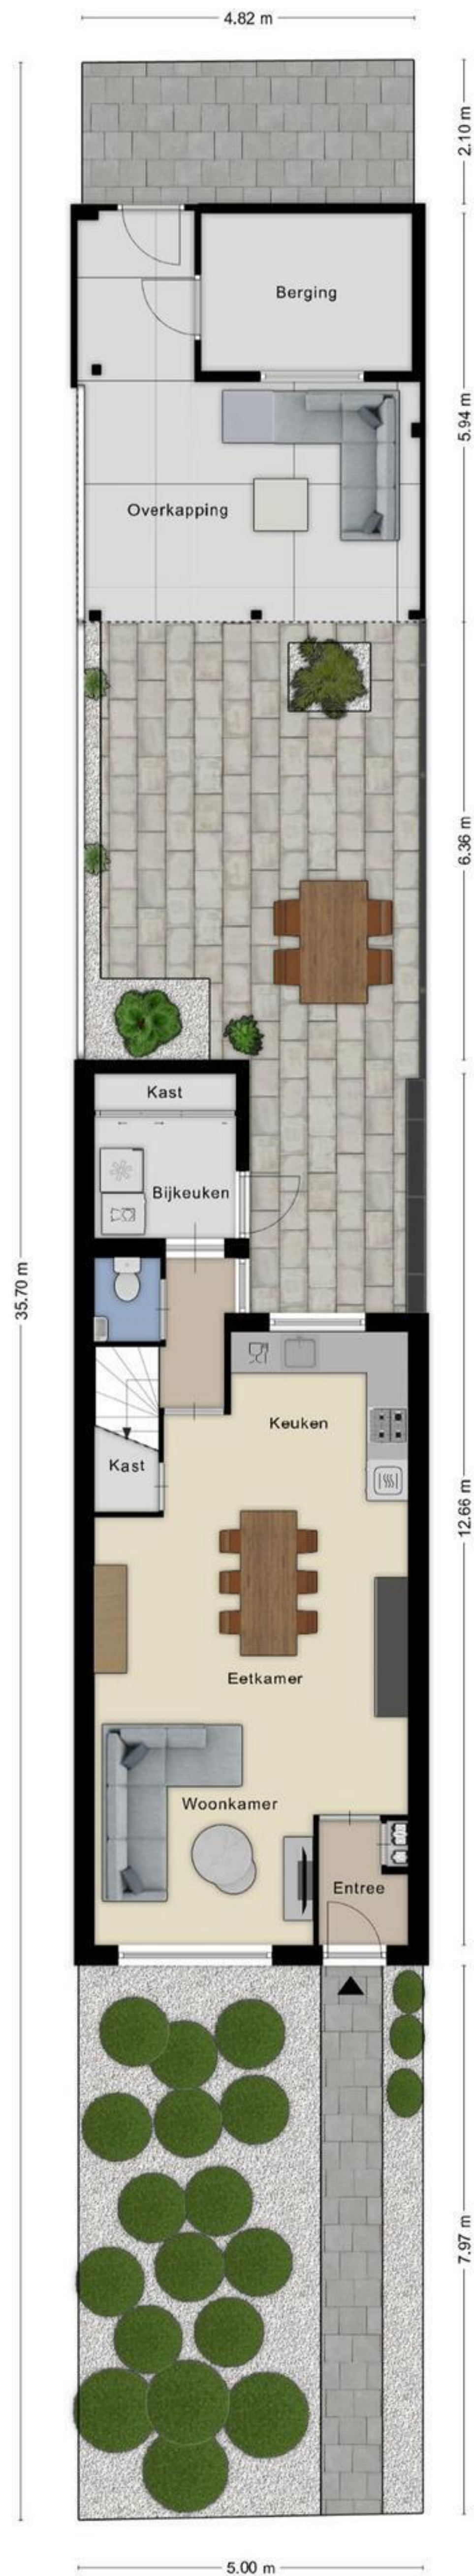 4.82 m
2.10 m
Berging
5.94 m
Overkapping
6.36 m
Kast
Bijkeuken
35.70 m
Keuken
Kast
12.66 m
Eetkamer
Woonkamer
Entree
7.97 m
5.00 m